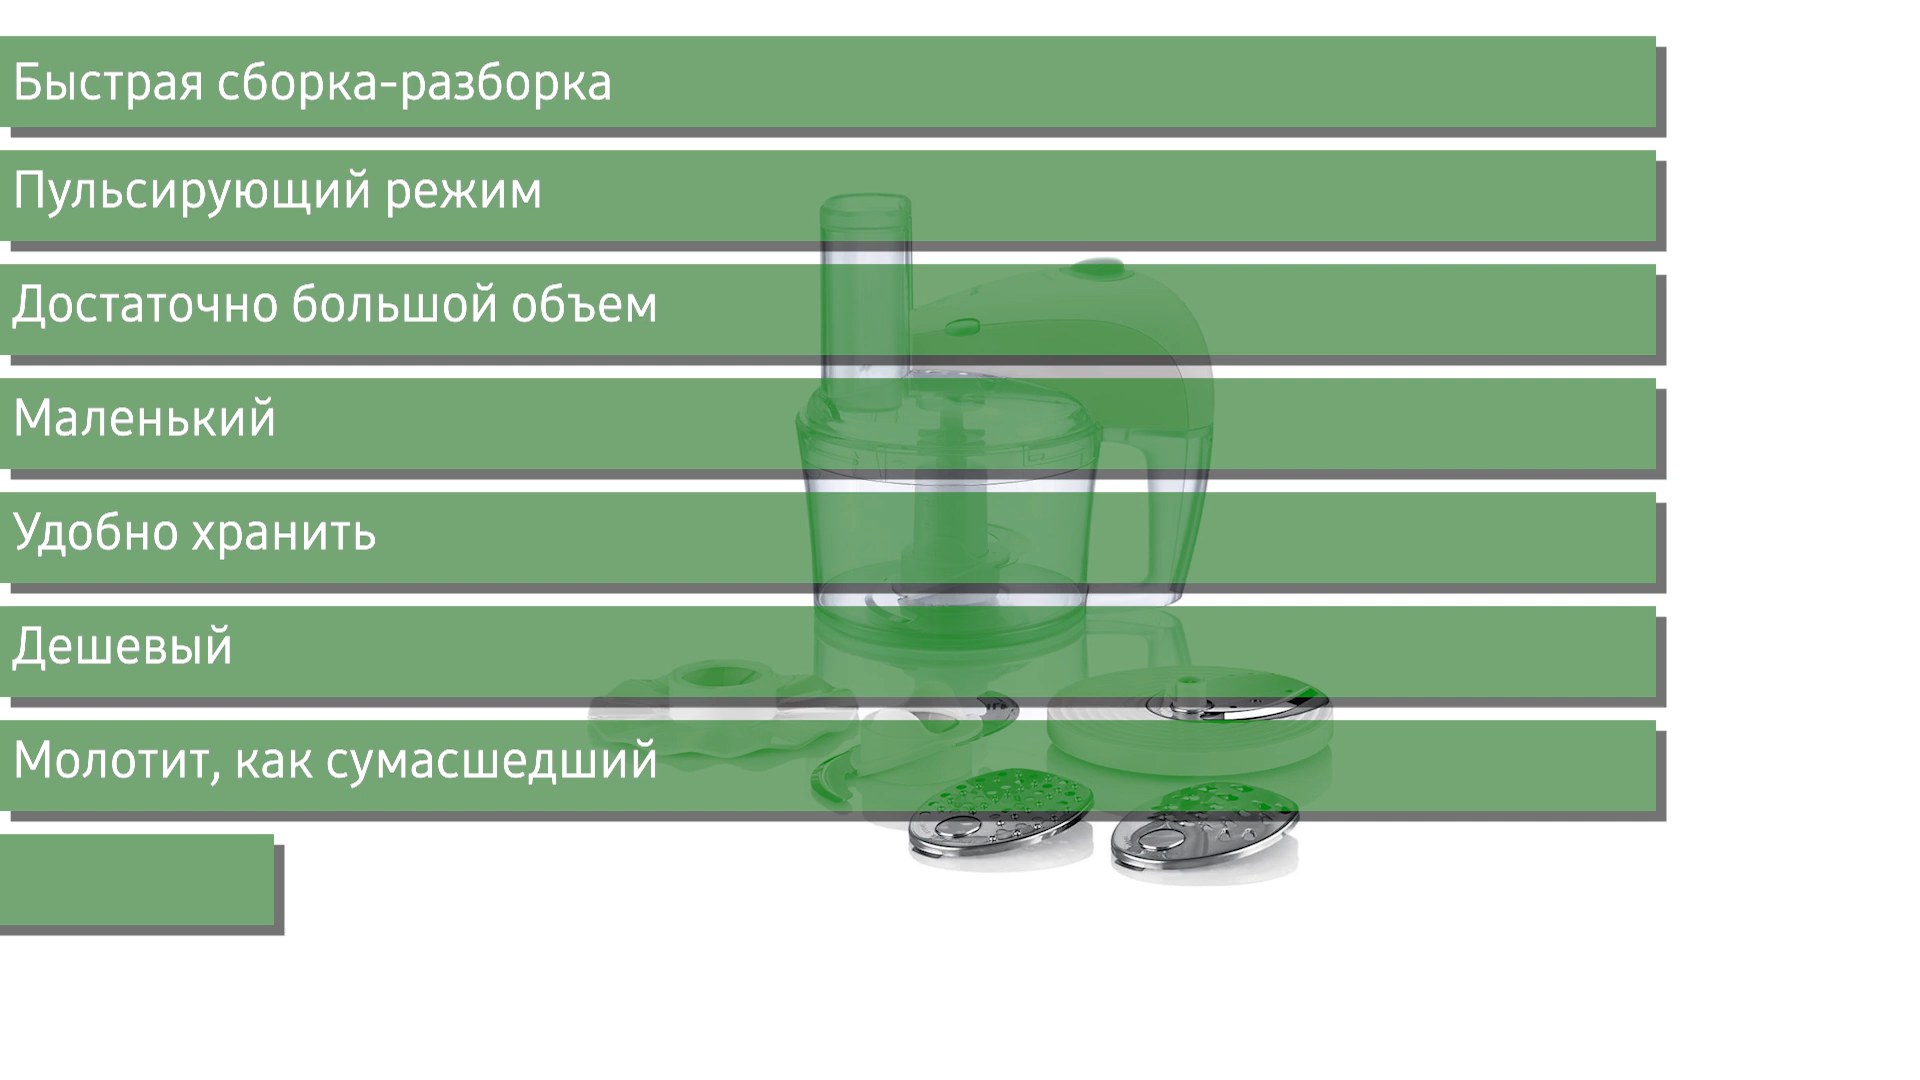 Быстрая сборка-разборка
Пульсирующий режим
Достаточно большой объем
Маленький
Удобно хранить
Дешевый
Молотит, как сумасшедший